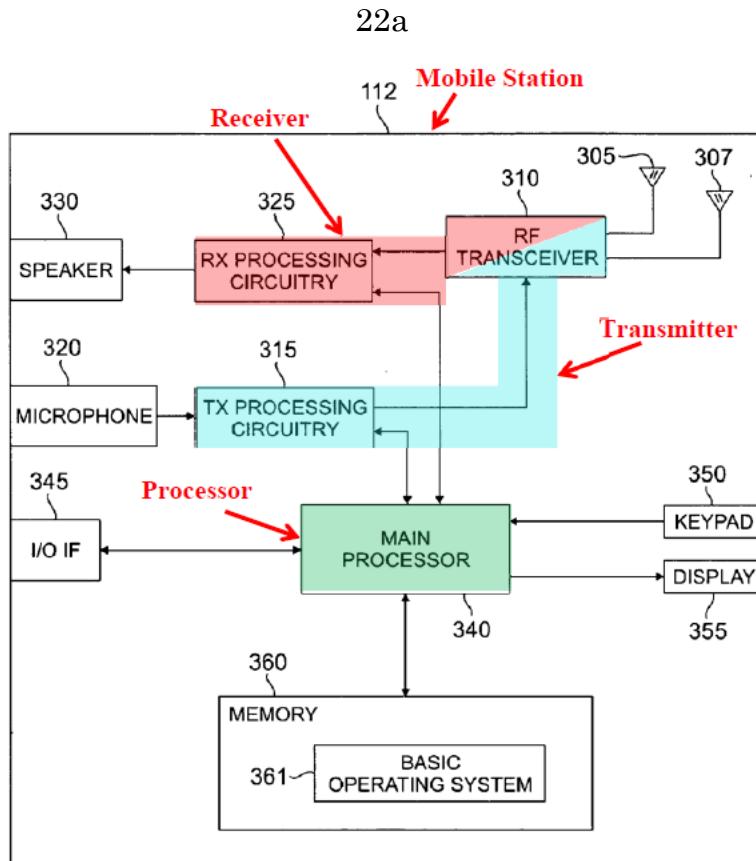 22a
Mobile Station
112
Receiver
305
307
310
330
325
RF
TRANSCEIVER
SPEAKER
RX PROCESSING
CIRCUITRY
Transmitter
320
315
MICROPHONE
TX PROCESSING
CIRCUITRY
345
Processor
350
I/O IF
MAIN
PROCESSOR
KEYPAD
DISPLAY
340
355
360
MEMORY
361
BASIC
OPERATING SYSTEM